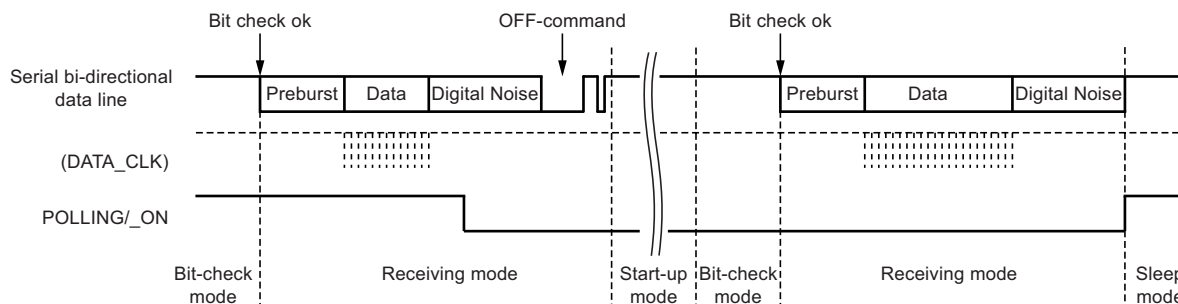 Bit check ok
OFF-command
Bit check ok
Serial bi-directional
data line
Preburst
Data
Digital Noise
Preburst
Data
Digital Noise
(DATA_CLK)
POLLING/_ON
Bit-check
mode
Receiving mode
Start-up
mode
Bit-check
mode
Receiving mode
Sleep
mode